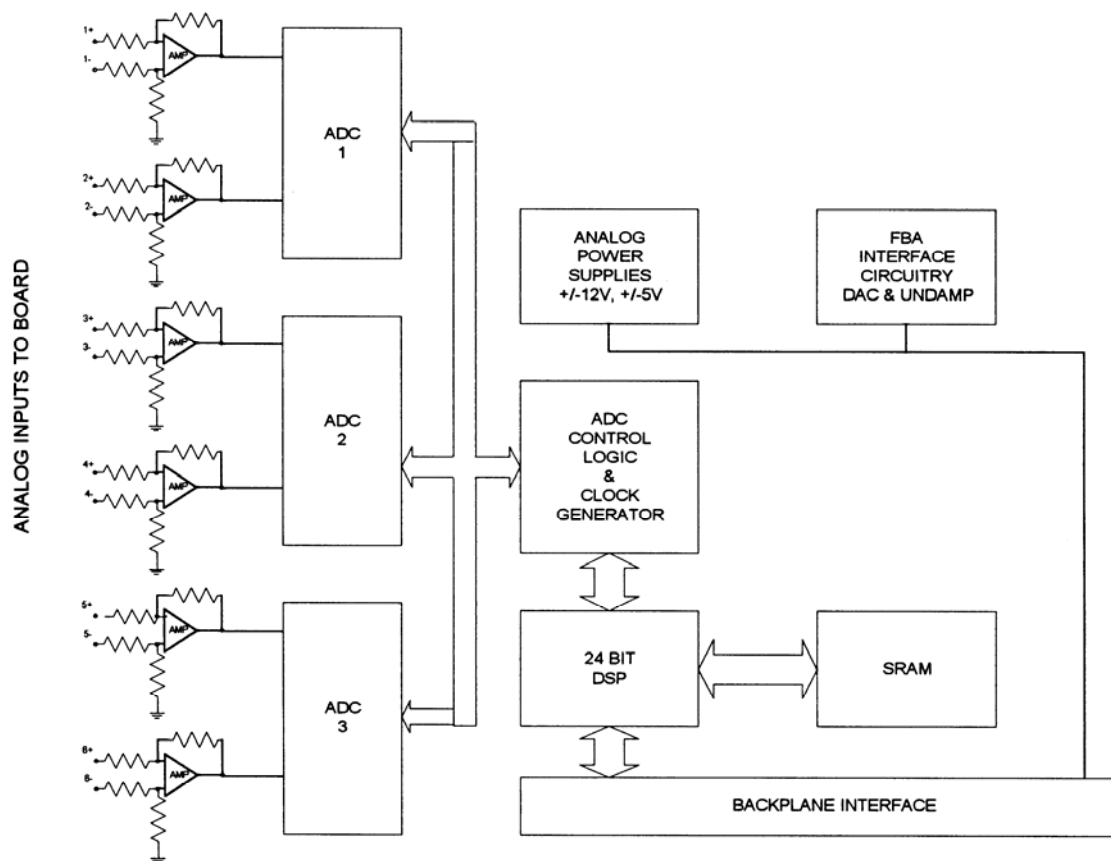 ANALOG INPUTS TO BOARD
1+
1-
AMP
2+
2-
AMP
ADC
1
3+
3-
AMP
4+
4-
AMP
ADC
2
5+
5-
AMP
6+
6-
AMP
ADC
3
ANALOG
POWER
SUPPLIES
+/-12V, +/-5V
FBA
INTERFACE
CIRCUITRY
DAC & UNDAMP
ADC
CONTROL
LOGIC
&
CLOCK
GENERATOR
24 BIT
DSP
SRAM
BACKPLANE INTERFACE